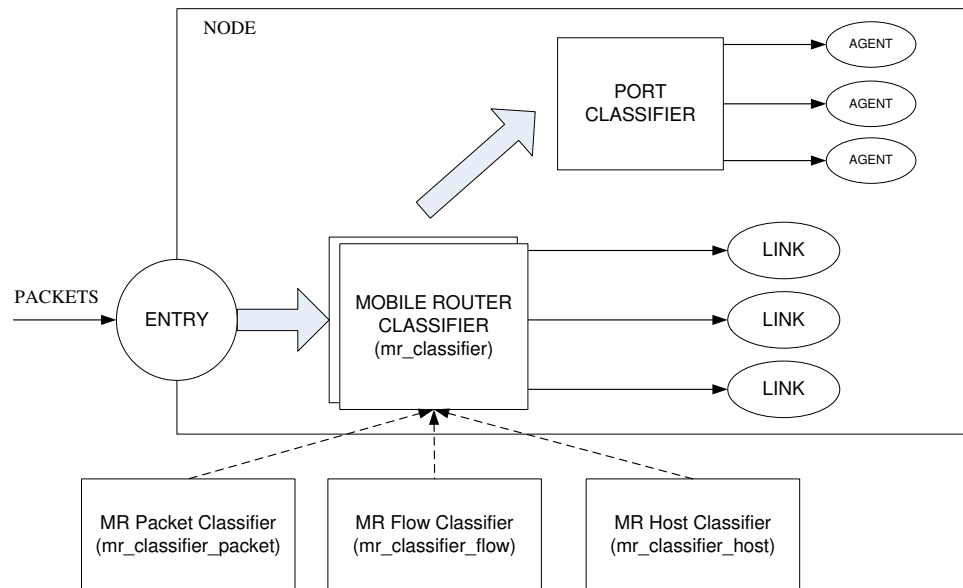 NODE
AGENT
PORT
CLASSIFIER
AGENT
AGENT
LINK
PACKETS
ENTRY
MOBILE ROUTER
CLASSIFIER
(mr_classifier)
LINK
LINK
MR Packet Classifier
(mr_classifier_packet)
MR Flow Classifier
(mr_classifier_flow)
MR Host Classifier
(mr_classifier_host)